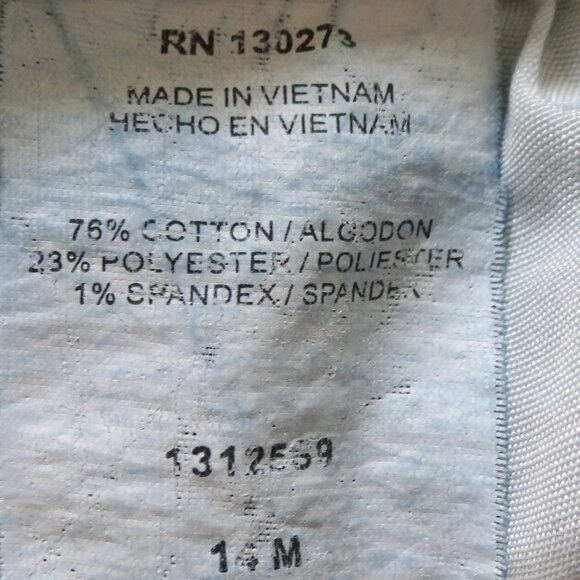 RN 130273
MADE IN VIETNAM
HECHO EN VIETNAM
76% COTTON / ALGODON
23% POLYESTER / POLIESTER
1% SPANDEX / SPANDEX
1312569
14 M